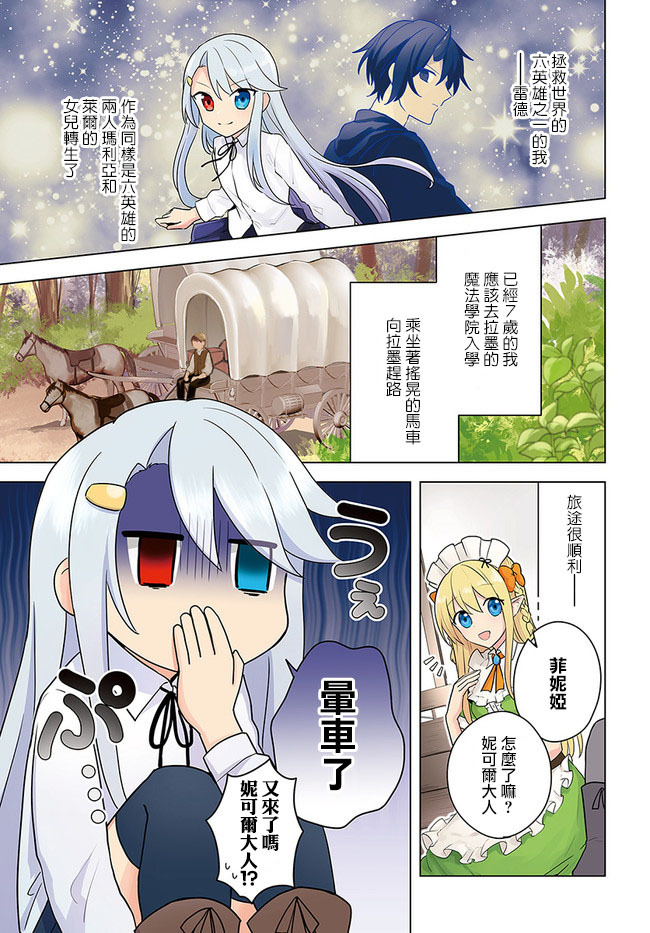 拯救世界的
六英雄之一的我
——雷德
作為同樣是六英雄的
兩人瑪利亞和
萊爾的
女兒轉生了
已經7歲的我
應該去拉墨的
魔法學院入學
乘坐著搖晃的馬車
向拉墨趕路
旅途很順利——
菲妮婭
怎麼了嘛?
妮可爾大人
うぇ
暈車了
ぷ……
又來了嗎
妮可爾大人!?